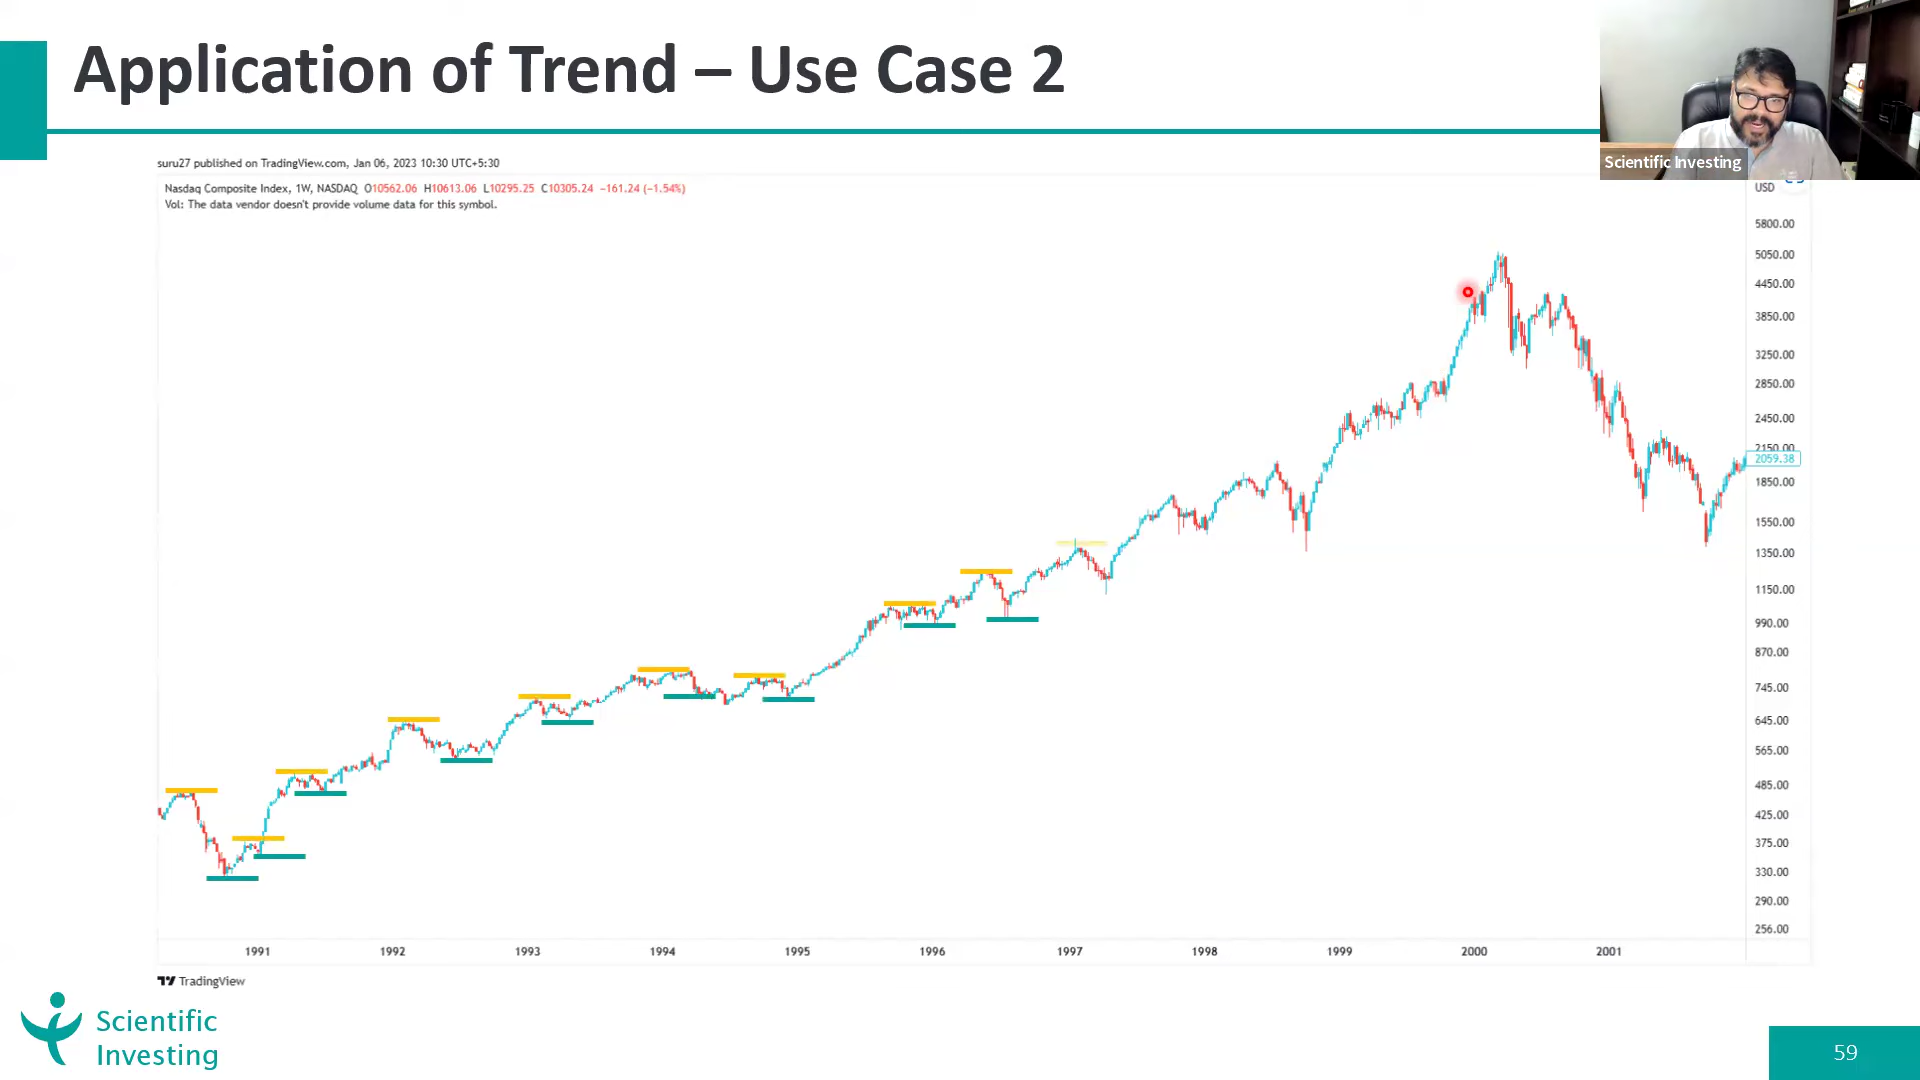 Application of Trend – Use Case 2
Scientific Investing
suru27 published on TradingView.com, Jan 06, 2023 10:30 UTC+5:30
Nasdaq Composite Index, 1W, NASDAQ O10562.06 H10613.06 L10295.25 C10305.24 −161.24 (−1.54%)
Vol: The data vendor doesn't provide volume data for this symbol.
USD
5800.00
5050.00
4450.00
3850.00
3250.00
2850.00
2450.00
2150.00
2059.38
1850.00
1550.00
1350.00
1150.00
990.00
870.00
745.00
645.00
565.00
485.00
425.00
375.00
330.00
290.00
256.00
1991 1992 1993 1994 1995 1996 1997 1998 1999 2000 2001
TradingView
Scientific
Investing
59